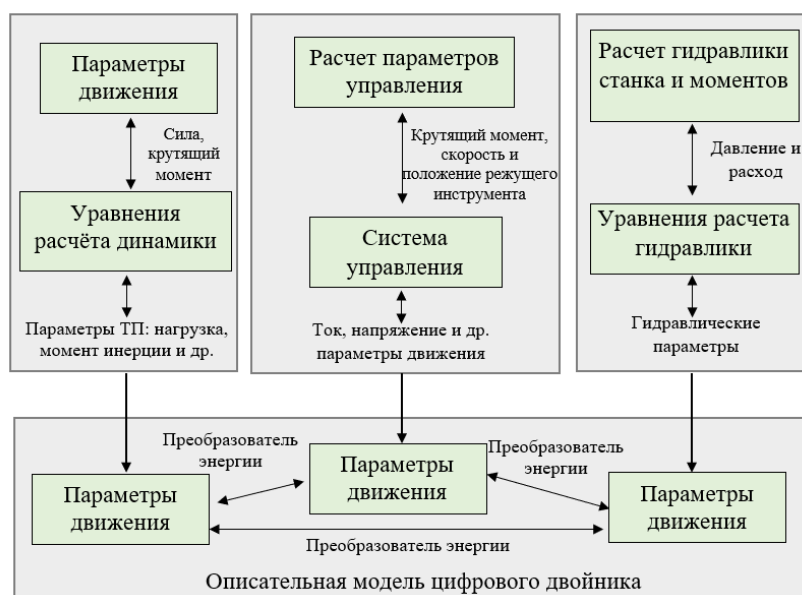 Параметры
движения
Сила,
крутящий
момент
Уравнения
расчёта динамики
Параметры ТП: нагрузка,
момент инерции и др.
Расчет параметров
управления
Крутящий момент,
скорость и
положение режущего
инструмента
Система
управления
Ток, напряжение и др.
параметры движения
Расчет гидравлики
станка и моментов
Давление и
расход
Уравнения расчета
гидравлики
Гидравлические
параметры
Преобразователь
энергии
Преобразователь
энергии
Параметры
движения
Параметры
движения
Параметры
движения
Преобразователь энергии
Описательная модель цифрового двойника